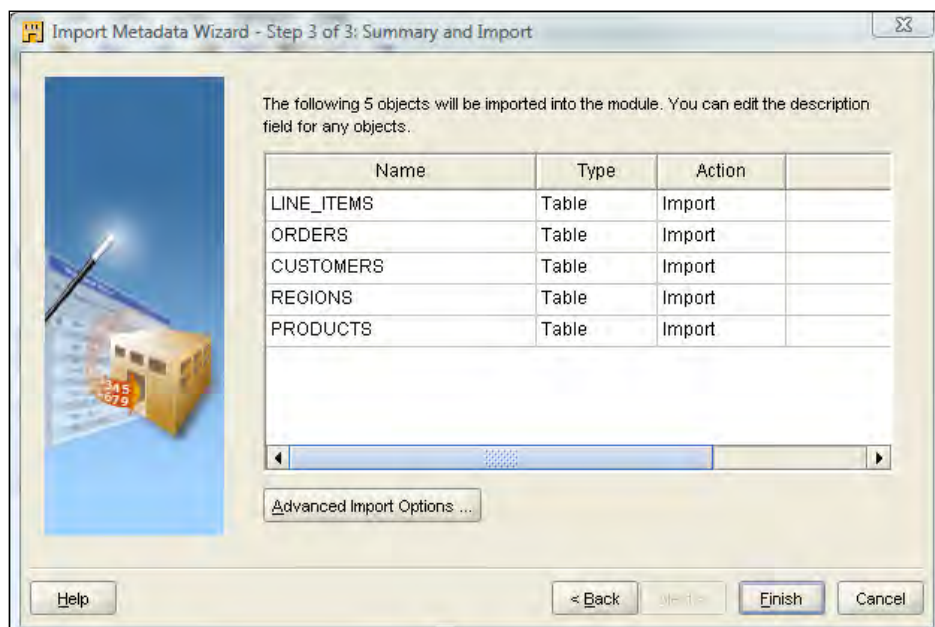 Import Metadata Wizard - Step 3 of 3: Summary and Import
The following 5 objects will be imported into the module. You can edit the description
field for any objects.
Name Type Action
LINE_ITEMS Table Import
ORDERS Table Import
CUSTOMERS Table Import
REGIONS Table Import
PRODUCTS Table Import
345
679
Advanced Import Options ...
Help < Back Finish Cancel